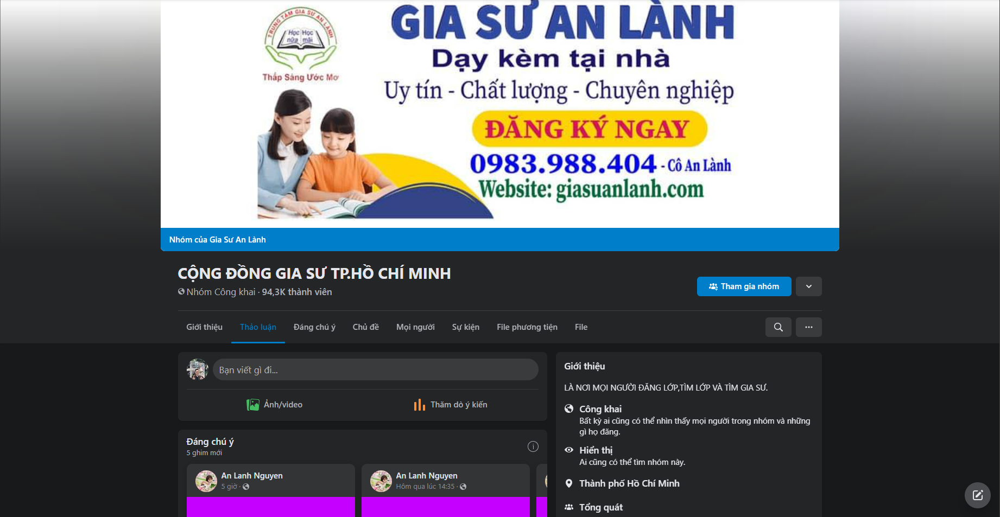 TRUNG TÂM GIA SƯ AN LÀNH
Học Học
nữa mãi
Thắp Sáng Ước Mơ
GIA SƯ AN LÀNH
Dạy kèm tại nhà
Uy tín - Chất lượng - Chuyên nghiệp
ĐĂNG KÝ NGAY
0983.988.404 - Cô An Lành
Website: giasuanlanh.com
Nhóm của Gia Sư An Lành
CỘNG ĐỒNG GIA SƯ TP.HỒ CHÍ MINH
Nhóm Công khai · 94,3K thành viên
Tham gia nhóm
Giới thiệu Thảo luận Đáng chú ý Chủ đề Mọi người Sự kiện File phương tiện File
Bạn viết gì đi...
Ảnh/video Thăm dò ý kiến
Đáng chú ý
5 ghim mới
An Lanh Nguyen
5 giờ ·
An Lanh Nguyen
Hôm qua lúc 14:35 ·
Giới thiệu
LÀ NƠI MỌI NGƯỜI ĐĂNG LỚP,TÌM LỚP VÀ TÌM GIA SƯ.
Công khai
Bất kỳ ai cũng có thể nhìn thấy mọi người trong nhóm và những
gì họ đăng.
Hiển thị
Ai cũng có thể tìm nhóm này.
Thành phố Hồ Chí Minh
Tổng quát